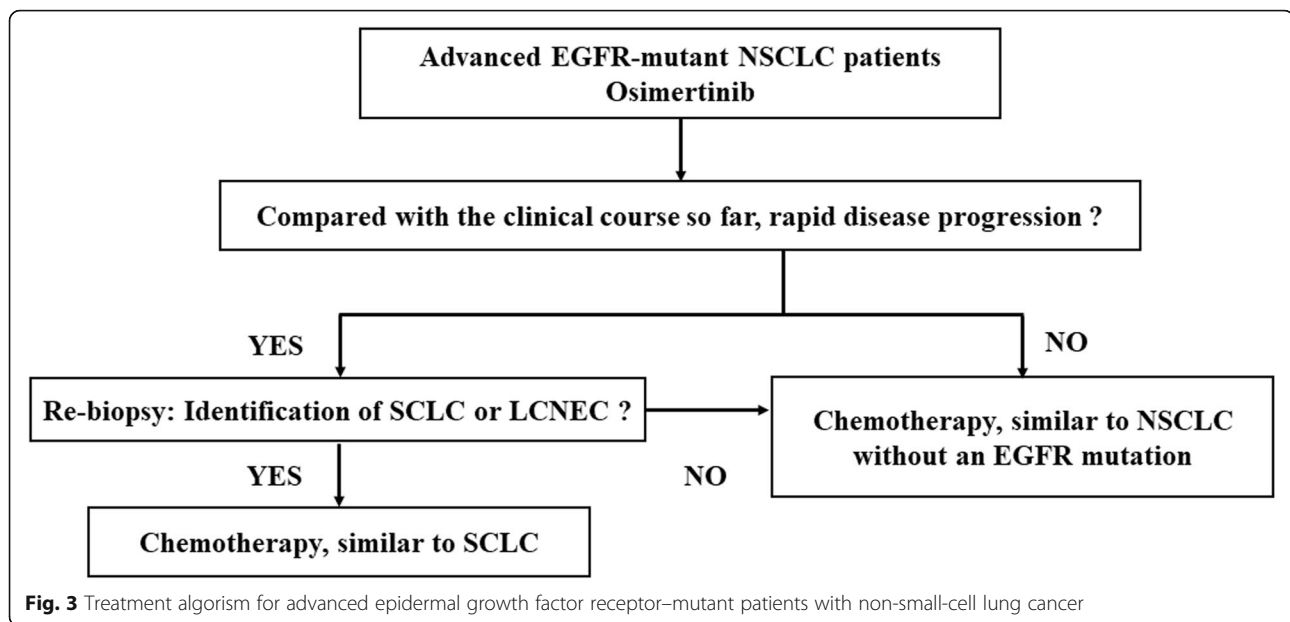 Advanced EGFR-mutant NSCLC patients
Osimertinib
Compared with the clinical course so far, rapid disease progression ?
YES
NO
Re-biopsy: Identification of SCLC or LCNEC ?
Chemotherapy, similar to NSCLC
without an EGFR mutation
YES
NO
Chemotherapy, similar to SCLC
Fig. 3 Treatment algorism for advanced epidermal growth factor receptor–mutant patients with non-small-cell lung cancer